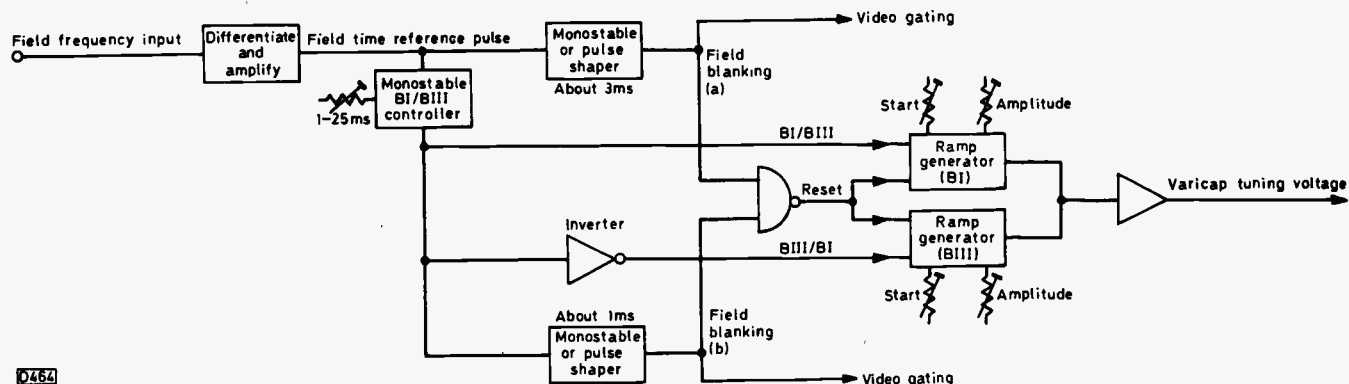 Video gating
Field frequency input
Differentiate
and
amplify
Field time reference pulse
Monostable
or pulse
shaper
About 3ms
Field
blanking
(a)
Monostable
BI/BIII
controller
1–25ms
Start
Amplitude
BI/BIII
Ramp
generator
(BI)
Reset
Varicap tuning voltage
Inverter
BIII/BI
Ramp
generator
(BIII)
Start
Amplitude
About 1ms
Monostable
or pulse
shaper
Field
blanking
(b)
Video gating
D464